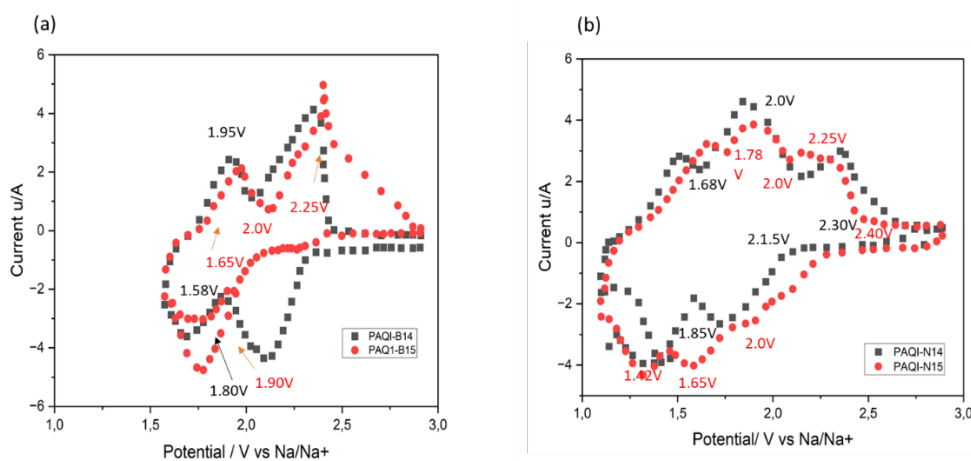 (a)
6
4
2
0
−2
−4
−6
Current u/A
1,0
1,5
2,0
2,5
3,0
Potential / V vs Na/Na+
1.95V
1.65V
2.0V
2.25V
1.58V
1.80V
1.90V
PAQI-B14
PAQ1-B15
(b)
6
4
2
0
−2
−4
Current u/A
1,0
1,5
2,0
2,5
3,0
Potential/ V vs Na/Na+
2.0V
2.25V
1.78
V
1.68V
2.0V
2.30V
2.40V
2.1.5V
1.85V
2.0V
1.42V
1.65V
PAQI-N14
PAQI-N15